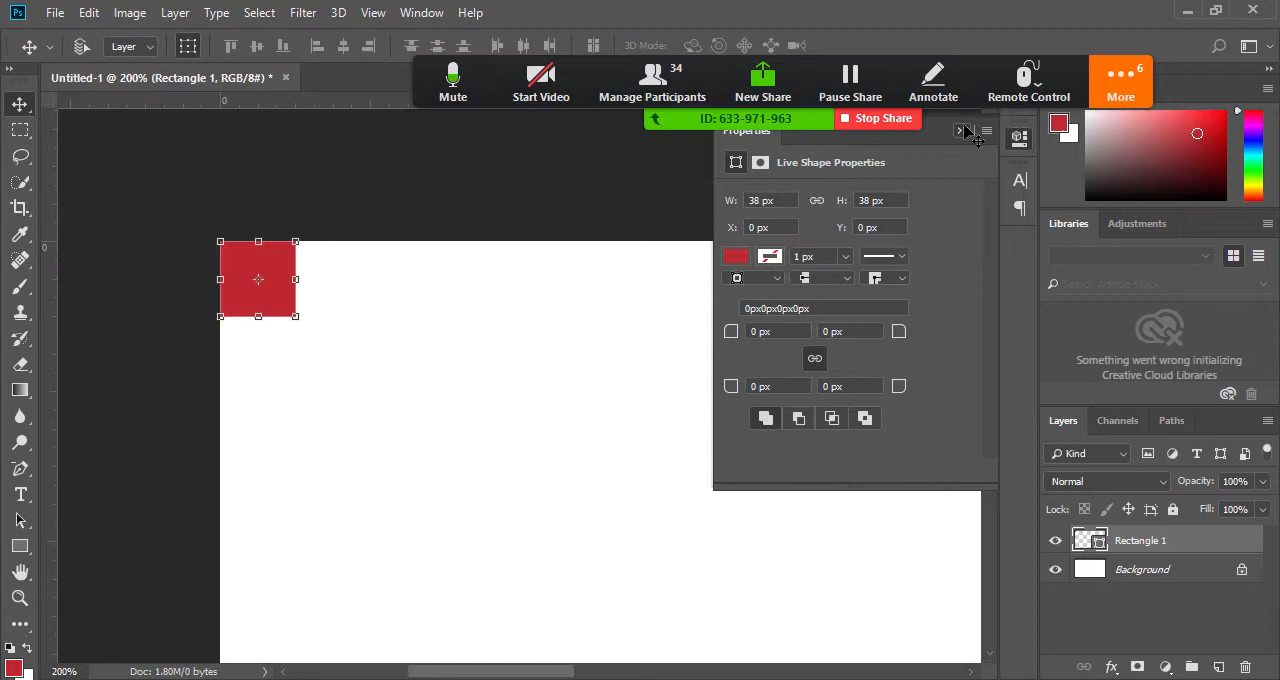 Ps File Edit Image Layer Type Select Filter 3D View Window Help
Layer 3D Mode:
Untitled-1 @ 200% (Rectangle 1, RGB/8#) * ×
Mute Start Video 34 Manage Participants New Share Pause Share Annotate Remote Control 6 More
ID: 633-971-963 Stop Share
0
0
Properties
Live Shape Properties
W: 38 px H: 38 px
X: 0 px Y: 0 px
1 px
0px0px0px0px
0 px 0 px
0 px 0 px
Libraries Adjustments
Search Adobe Stock
Something went wrong initializing
Creative Cloud Libraries
Layers Channels Paths
Kind
Normal Opacity: 100%
Lock: Fill: 100%
Rectangle 1
Background
200% Doc: 1.80M/0 bytes